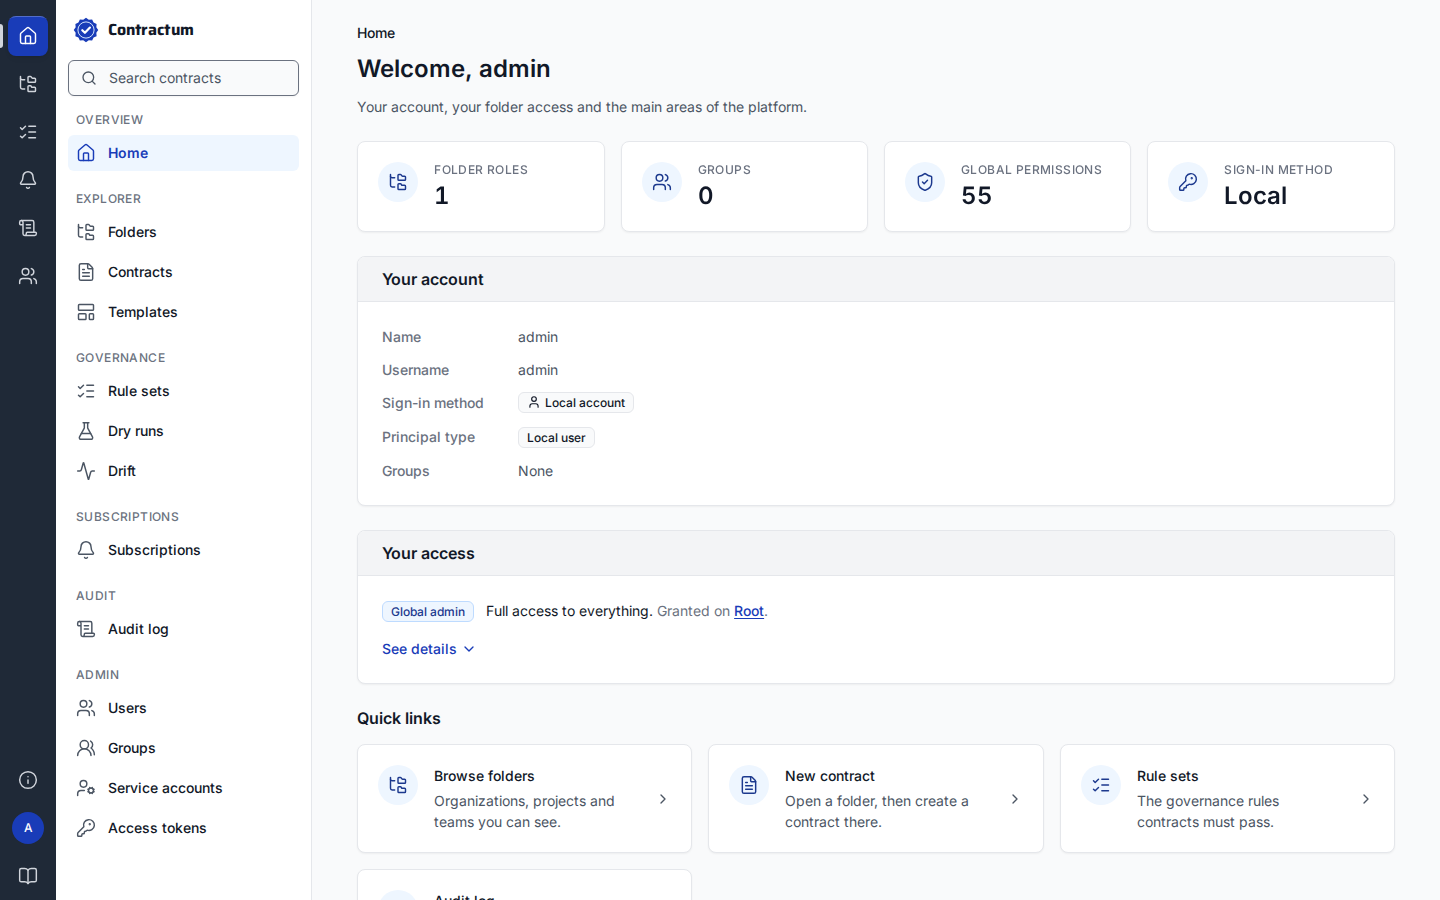 Contractum
Search contracts
OVERVIEW
Home
EXPLORER
Folders
Contracts
Templates
GOVERNANCE
Rule sets
Dry runs
Drift
SUBSCRIPTIONS
Subscriptions
AUDIT
Audit log
ADMIN
Users
Groups
Service accounts
Access tokens
A
Home
Welcome, admin
Your account, your folder access and the main areas of the platform.
FOLDER ROLES
1
GROUPS
0
GLOBAL PERMISSIONS
55
SIGN-IN METHOD
Local
Your account
Name admin
Username admin
Sign-in method Local account
Principal type Local user
Groups None
Your access
Global admin Full access to everything. Granted on Root.
See details
Quick links
Browse folders
Organizations, projects and
teams you can see.
New contract
Open a folder, then create a
contract there.
Rule sets
The governance rules
contracts must pass.
Audit log